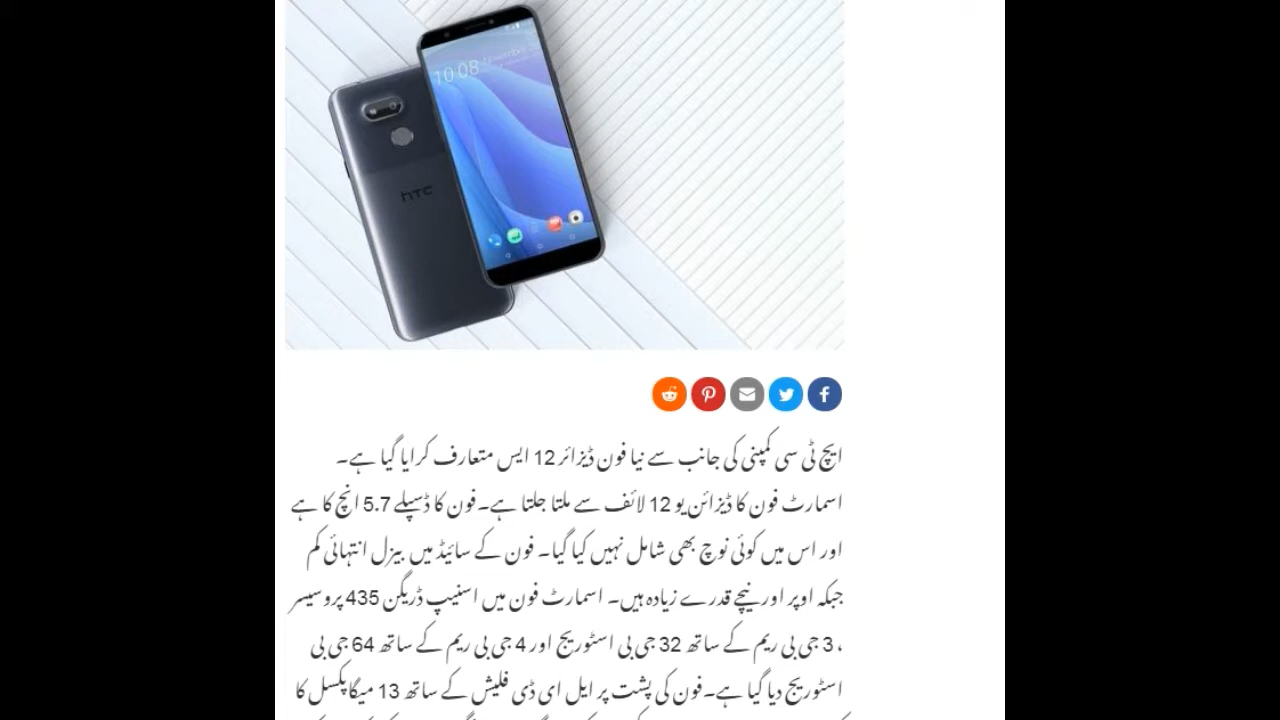 10:08
hTC
ایچ ٹی سی کمپنی کی جانب سے نیا فون ڈیزائر 12 ایس متعارف کرایا گیا ہے۔
اسمارٹ فون کا ڈیزائن یو 12 لائف سے ملتا جلتا ہے۔فون کا ڈسپلے 5.7 انچ کا ہے
اور اس میں کوئی نوچ بھی شامل نہیں کیا گیا۔ فون کے سائیڈ میں بیزل انتہائی کم
جبکہ اوپر اور نیچے قدرے زیادہ ہیں۔ اسمارٹ فون میں اسنیپ ڈریگن 435 پروسیسر
، 3 جی بی ریم کے ساتھ 32 جی بی اسٹوریج اور 4 جی بی ریم کے ساتھ 64 جی بی
اسٹوریج دیا گیا ہے۔فون کی پشت پر ایل ای ڈی فلیش کے ساتھ 13 میگاپکسل کا